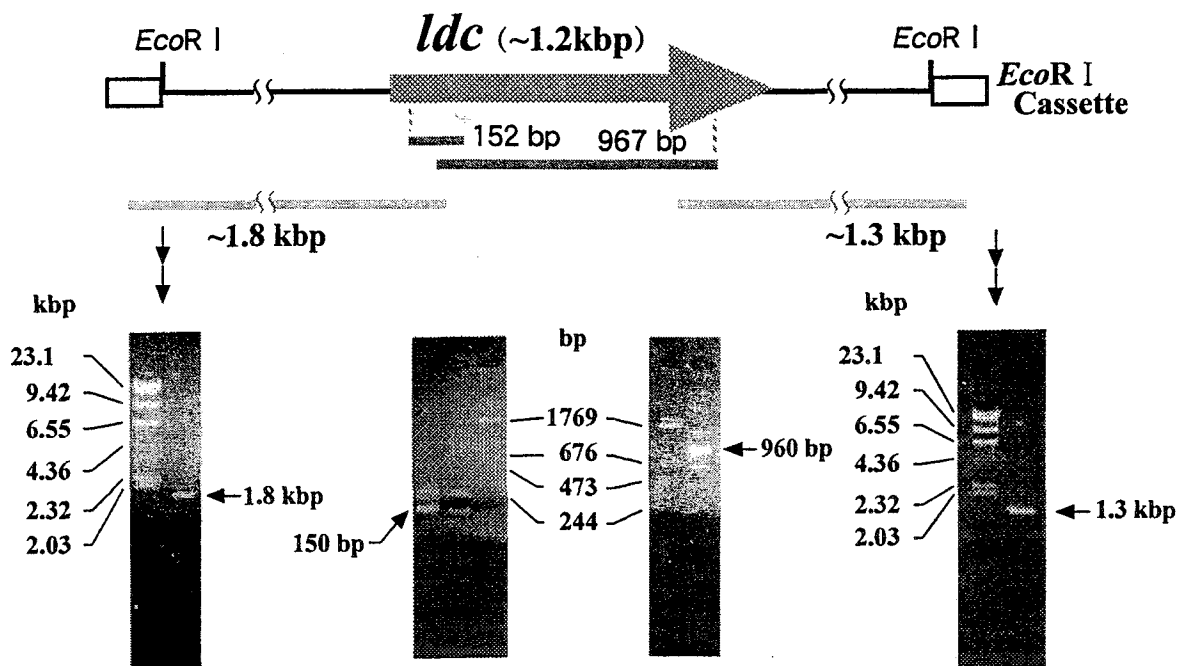 ldc (~1.2kbp)
EcoR I
EcoR I
EcoR I
Cassette
152 bp
967 bp
~1.8 kbp
~1.3 kbp
kbp
23.1
9.42
6.55
4.36
2.32
2.03
1.8 kbp
150 bp
bp
1769
676
473
244
960 bp
kbp
23.1
9.42
6.55
4.36
2.32
2.03
1.3 kbp